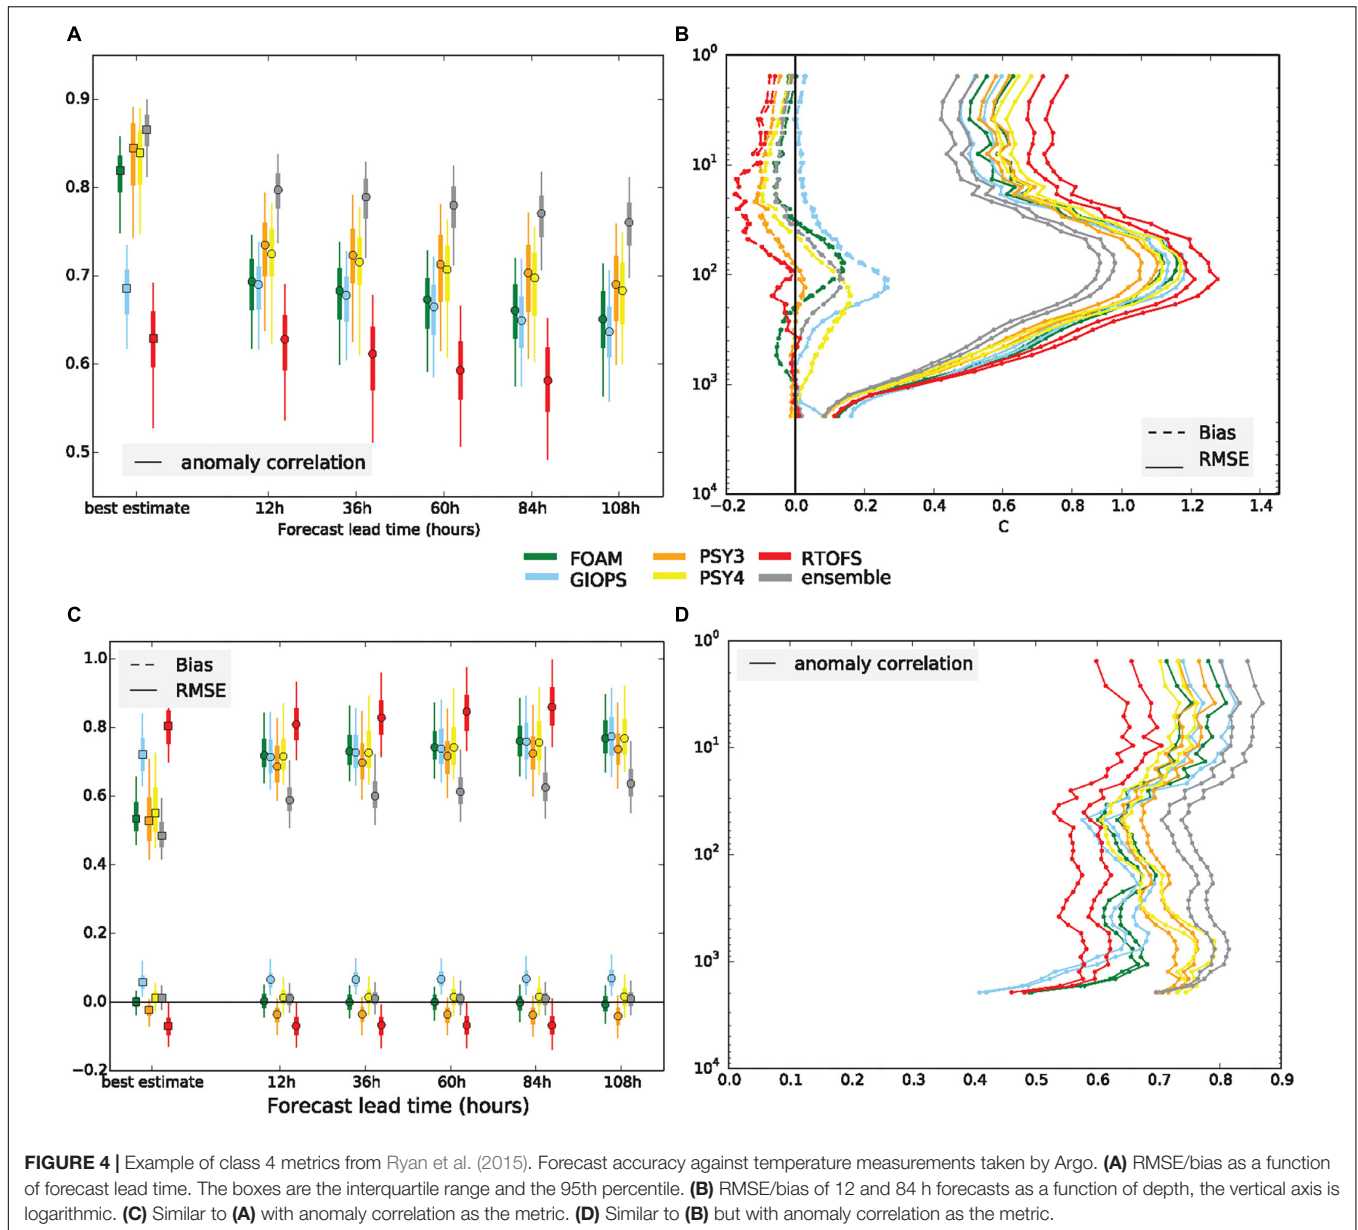 A
0.9
0.8
0.7
0.6
0.5
anomaly correlation
best estimate 12h 36h 60h 84h 108h
Forecast lead time (hours)
B
10⁰
10¹
10²
10³
10⁴
Bias
RMSE
−0.2 0.0 0.2 0.4 0.6 0.8 1.0 1.2 1.4
C
FOAM PSY3 RTOFS
GIOPS PSY4 ensemble
C
1.0
0.8
0.6
0.4
0.2
0.0
−0.2
Bias
RMSE
best estimate 12h 36h 60h 84h 108h
Forecast lead time (hours)
D
10⁰
10¹
10²
10³
10⁴
anomaly correlation
0.0 0.1 0.2 0.3 0.4 0.5 0.6 0.7 0.8 0.9
FIGURE 4 | Example of class 4 metrics from Ryan et al. (2015). Forecast accuracy against temperature measurements taken by Argo. (A) RMSE/bias as a function
of forecast lead time. The boxes are the interquartile range and the 95th percentile. (B) RMSE/bias of 12 and 84 h forecasts as a function of depth, the vertical axis is
logarithmic. (C) Similar to (A) with anomaly correlation as the metric. (D) Similar to (B) but with anomaly correlation as the metric.